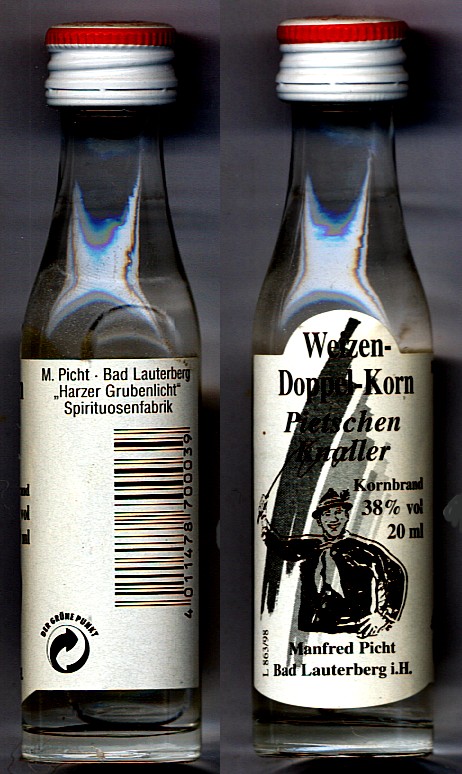 M. Picht · Bad Lauterberg
„Harzer Grubenlicht“
Spirituosenfabrik
4 011478 700039
DER GRÜNE PUNKT
Weizen-
Doppel-Korn
Pietschen
Knaller
Kornbrand
38% vol
20 ml
L 863/98
Manfred Picht
Bad Lauterberg i.H.